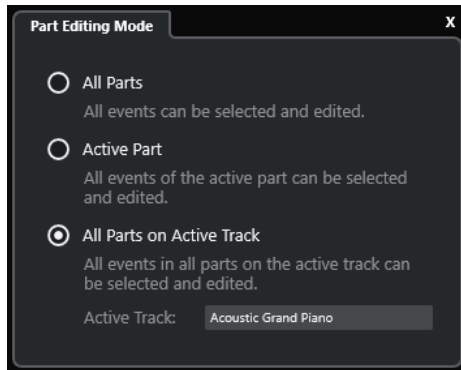 Part Editing Mode X
All Parts
All events can be selected and edited.
Active Part
All events of the active part can be selected
and edited.
All Parts on Active Track
All events in all parts on the active track can
be selected and edited.
Active Track: Acoustic Grand Piano